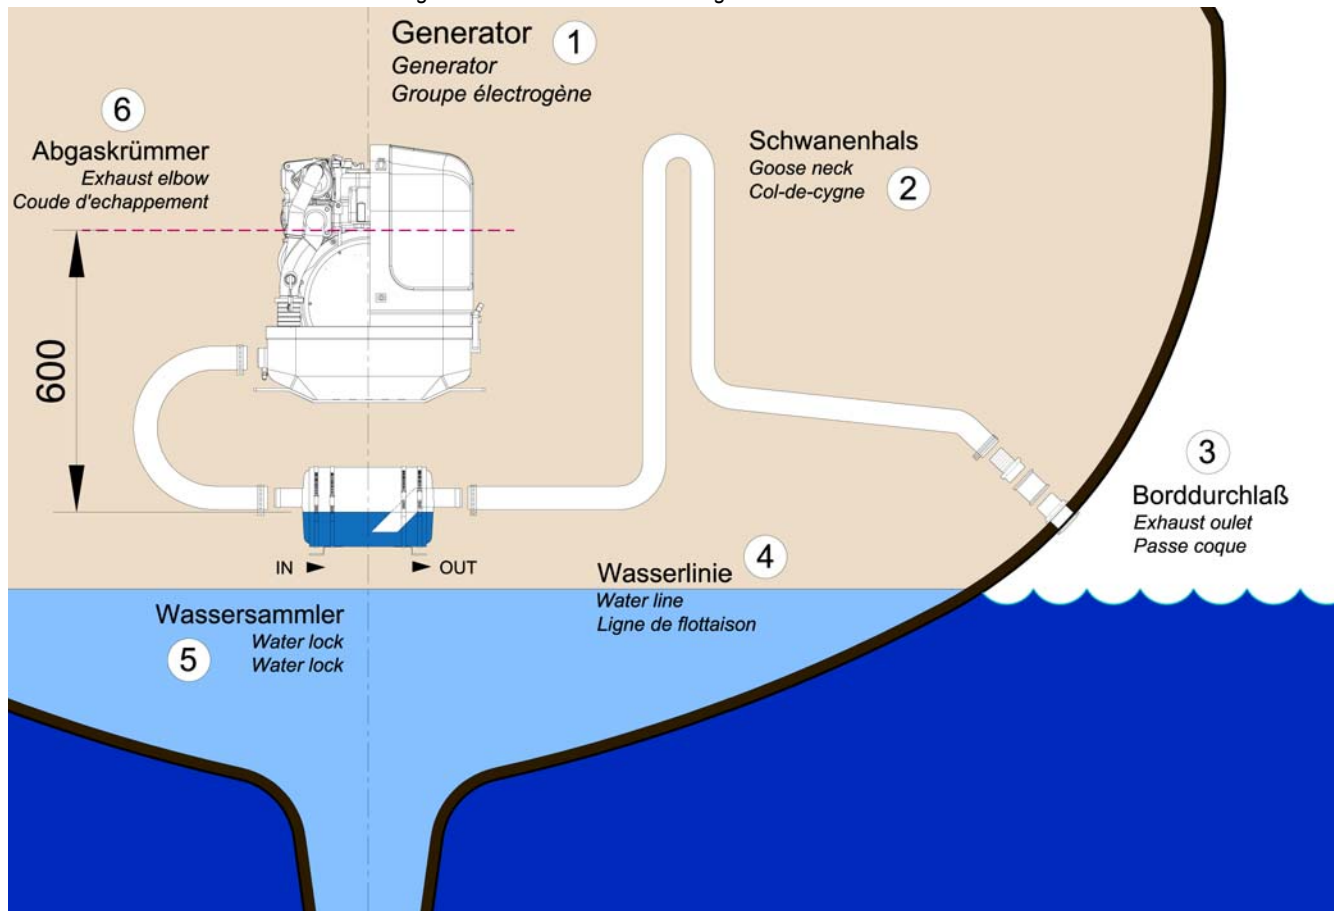 Generator
1
Generator
Groupe électrogène
6
Abgaskrümmer
Exhaust elbow
Coude d'echappement
Schwanenhals
Goose neck
Col-de-cygne
2
600
3
Borddurchlaß
Exhaust oulet
Passe coque
IN
OUT
Wasserlinie
4
Water line
Ligne de flottaison
Wassersammler
Water lock
5
Water lock